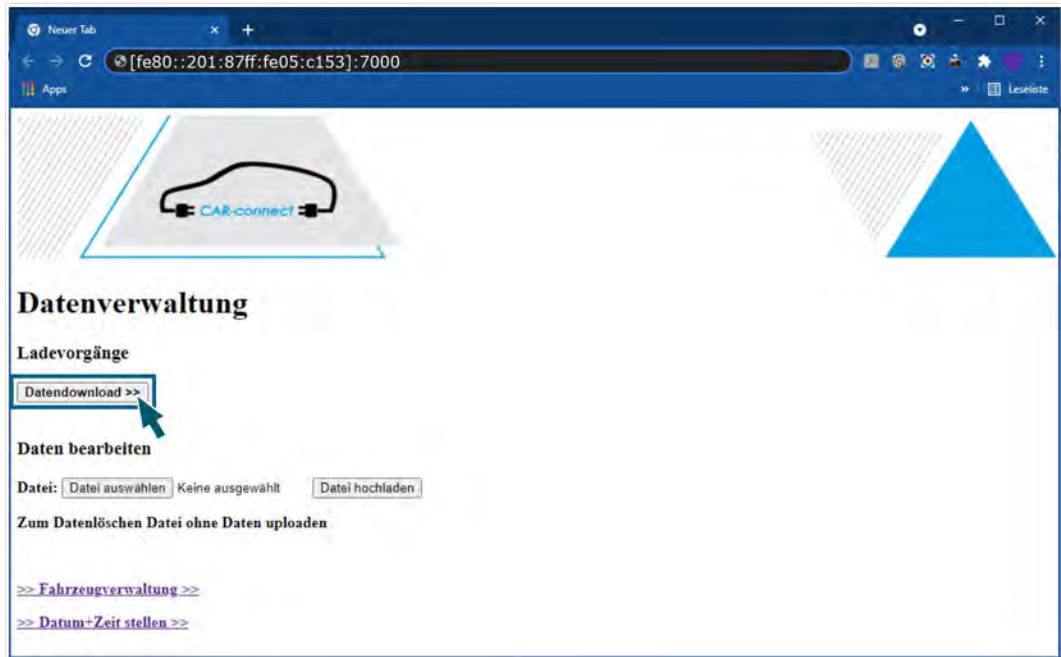 Neuer Tab
[fe80::201:87ff:fe05:c153]:7000
Apps
» Leseliste
CAR-connect
Datenverwaltung
Ladevorgänge
Datendownload >>
Daten bearbeiten
Datei: Datei auswählen Keine ausgewählt Datei hochladen
Zum Datenlöschen Datei ohne Daten uploaden
>> Fahrzeugverwaltung >>
>> Datum+Zeit stellen >>